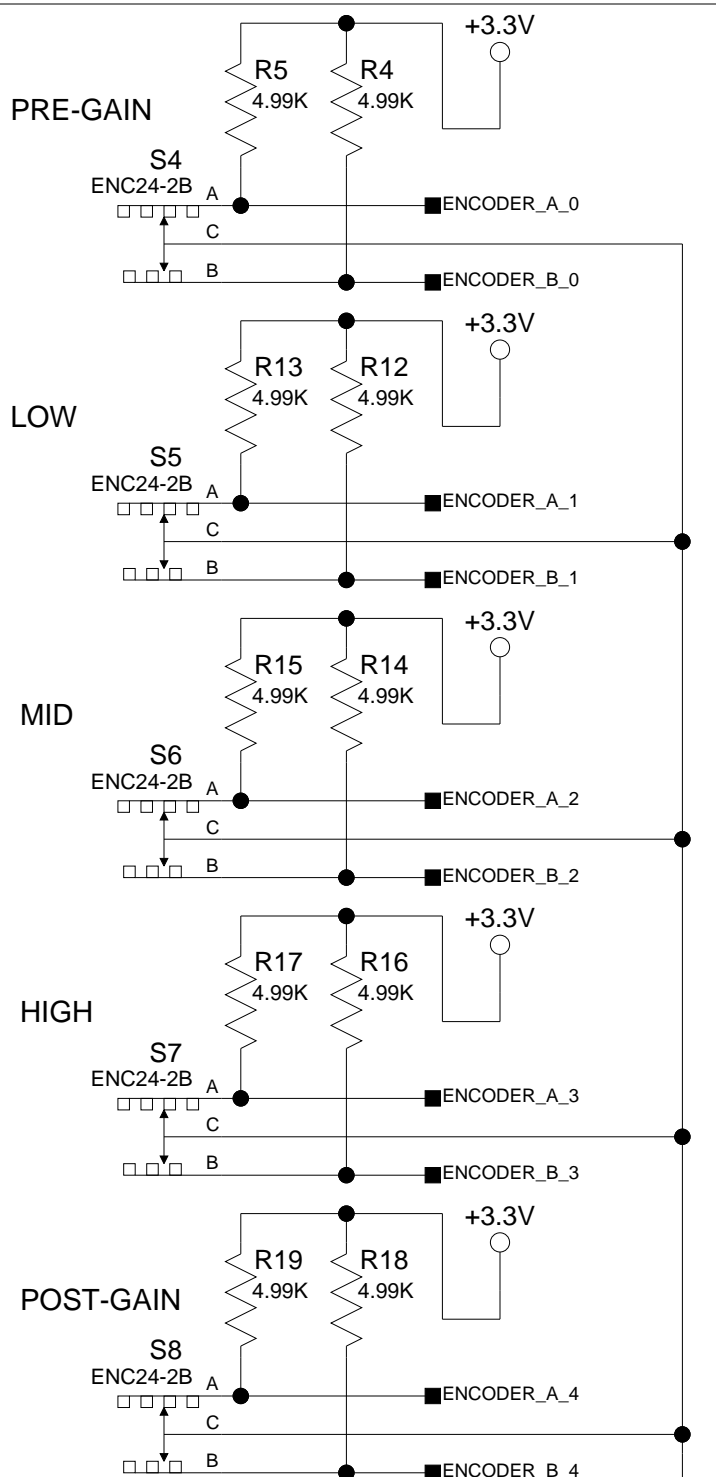 +3.3V
R5
R4
4.99K
4.99K
PRE-GAIN
S4
ENC24-2B
A
ENCODER_A_0
C
B
ENCODER_B_0
+3.3V
R13
R12
4.99K
4.99K
LOW
S5
ENC24-2B
A
ENCODER_A_1
C
B
ENCODER_B_1
+3.3V
R15
R14
4.99K
4.99K
MID
S6
ENC24-2B
A
ENCODER_A_2
C
B
ENCODER_B_2
+3.3V
R17
R16
4.99K
4.99K
HIGH
S7
ENC24-2B
A
ENCODER_A_3
C
B
ENCODER_B_3
+3.3V
R19
R18
4.99K
4.99K
POST-GAIN
S8
ENC24-2B
A
ENCODER_A_4
C
B
ENCODER_B_4